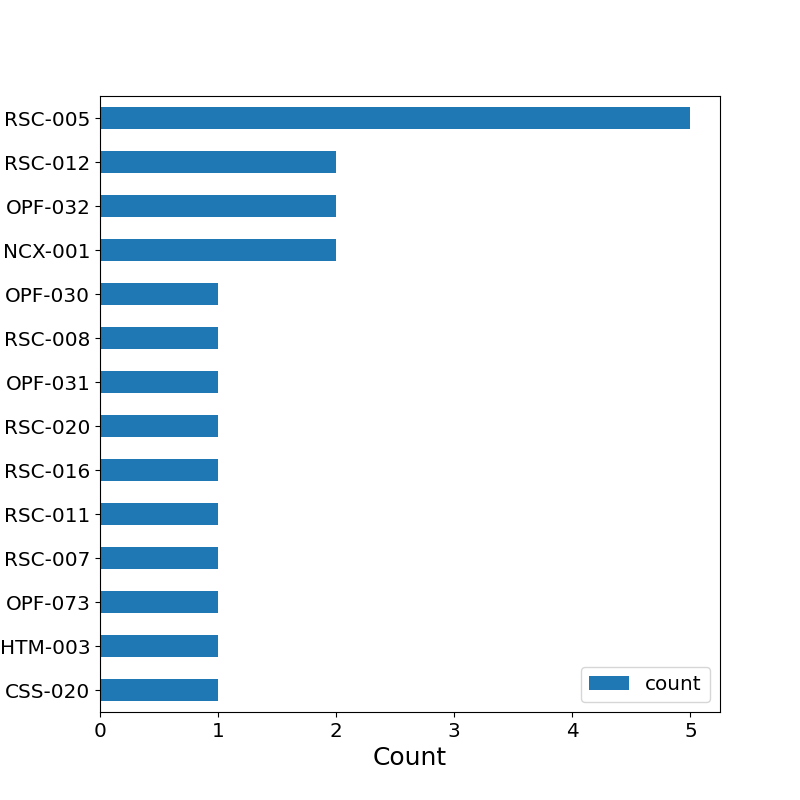 RSC-005
RSC-012
OPF-032
NCX-001
OPF-030
RSC-008
OPF-031
RSC-020
RSC-016
RSC-011
RSC-007
OPF-073
HTM-003
CSS-020
count
0 1 2 3 4 5
Count